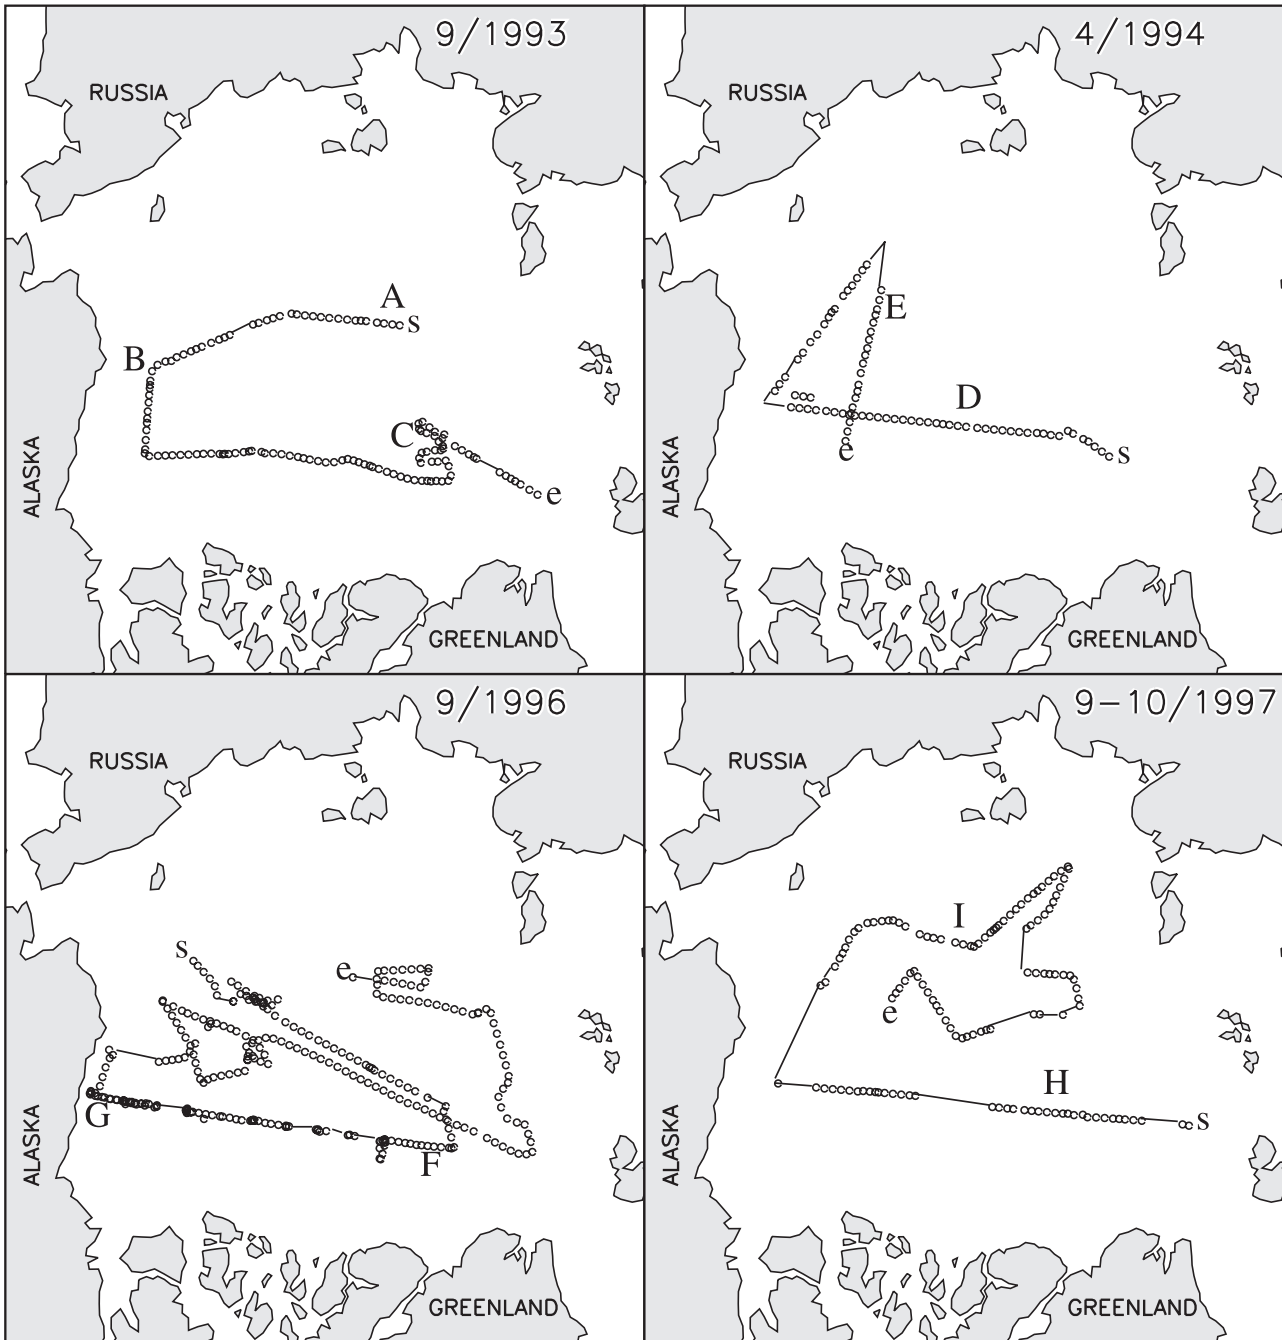 9/1993
RUSSIA
A
s
B
C
e
ALASKA
GREENLAND
4/1994
RUSSIA
E
D
s
e
ALASKA
GREENLAND
9/1996
RUSSIA
s
e
G
F
ALASKA
GREENLAND
9-10/1997
RUSSIA
I
e
H
s
ALASKA
GREENLAND